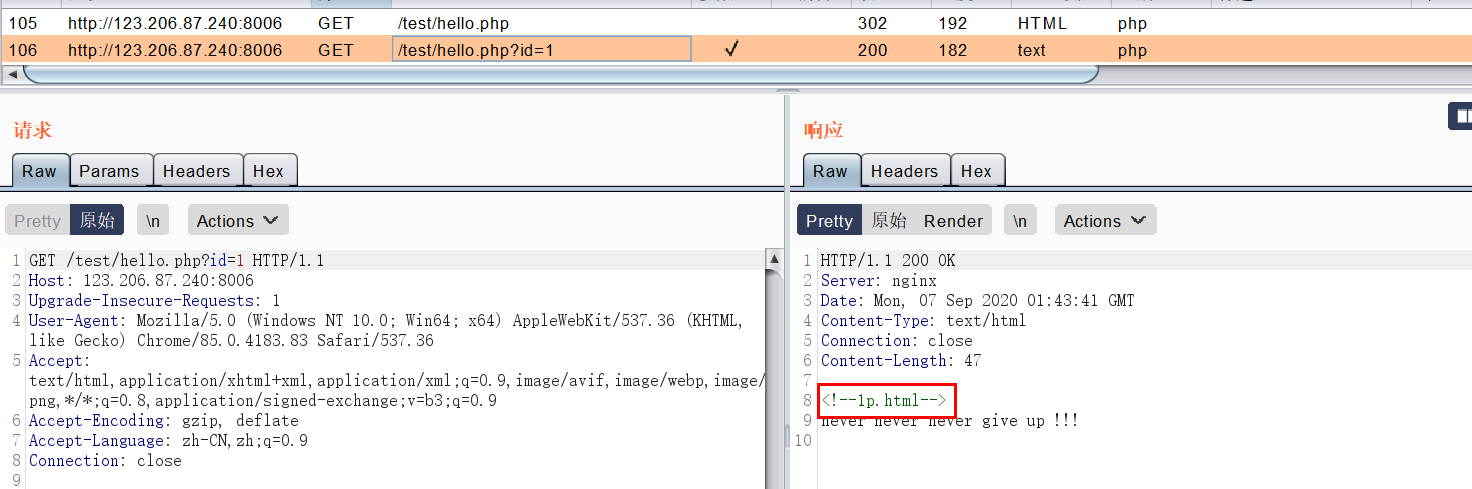 105 http://123.206.87.240:8006 GET /test/hello.php 302 192 HTML php
106 http://123.206.87.240:8006 GET /test/hello.php?id=1 ✓ 200 182 text php
请求
Raw Params Headers Hex
Pretty 原始 \n Actions
1 GET /test/hello.php?id=1 HTTP/1.1
2 Host: 123.206.87.240:8006
3 Upgrade-Insecure-Requests: 1
4 User-Agent: Mozilla/5.0 (Windows NT 10.0; Win64; x64) AppleWebKit/537.36 (KHTML,
like Gecko) Chrome/85.0.4183.83 Safari/537.36
5 Accept:
text/html,application/xhtml+xml,application/xml;q=0.9,image/avif,image/webp,image/
png,*/*;q=0.8,application/signed-exchange;v=b3;q=0.9
6 Accept-Encoding: gzip, deflate
7 Accept-Language: zh-CN,zh;q=0.9
8 Connection: close
9
响应
Raw Headers Hex
Pretty 原始 Render \n Actions
1 HTTP/1.1 200 OK
2 Server: nginx
3 Date: Mon, 07 Sep 2020 01:43:41 GMT
4 Content-Type: text/html
5 Connection: close
6 Content-Length: 47
7
8 <!--1p.html-->
9 never never never give up !!!
10